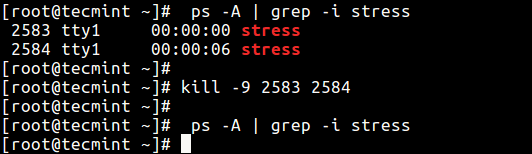 [root@tecmint ~]#  ps -A | grep -i stress
 2583 tty1     00:00:00 stress
 2584 tty1     00:00:06 stress
[root@tecmint ~]#
[root@tecmint ~]# kill -9 2583 2584
[root@tecmint ~]#
[root@tecmint ~]#  ps -A | grep -i stress
[root@tecmint ~]#